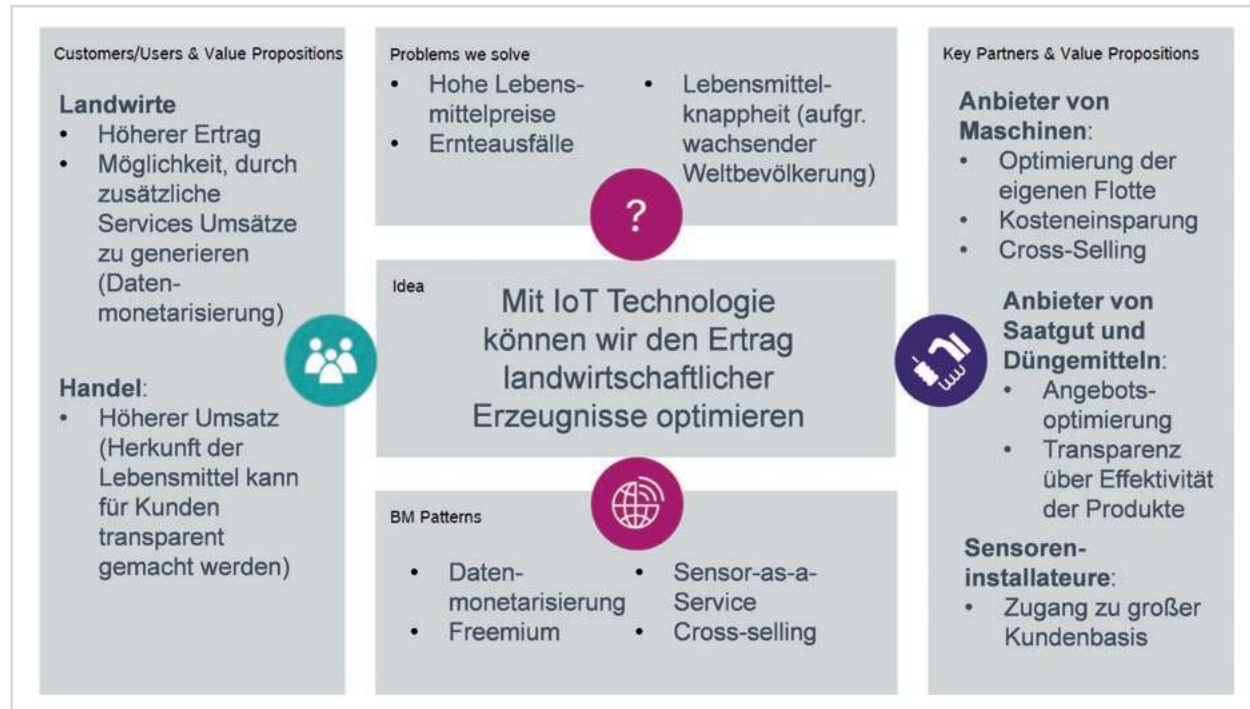 Customers/Users & Value Propositions
Landwirte
• Höherer Ertrag
• Möglichkeit, durch
zusätzliche
Services Umsätze
zu generieren
(Daten-
monetarisierung)
Handel:
• Höherer Umsatz
(Herkunft der
Lebensmittel kann
für Kunden
transparent
gemacht werden)
Problems we solve
• Hohe Lebens-
mittelpreise
• Ernteausfälle
• Lebensmittel-
knappheit (aufgr.
wachsender
Weltbevölkerung)
?
Idea
Mit IoT Technologie
können wir den Ertrag
landwirtschaftlicher
Erzeugnisse optimieren
BM Patterns
• Daten-
monetarisierung
• Freemium
• Sensor-as-a-
Service
• Cross-selling
Key Partners & Value Propositions
Anbieter von
Maschinen:
• Optimierung der
eigenen Flotte
• Kosteneinsparung
• Cross-Selling
Anbieter von
Saatgut und
Düngemitteln:
• Angebots-
optimierung
• Transparenz
über Effektivität
der Produkte
Sensoren-
installateure:
• Zugang zu großer
Kundenbasis